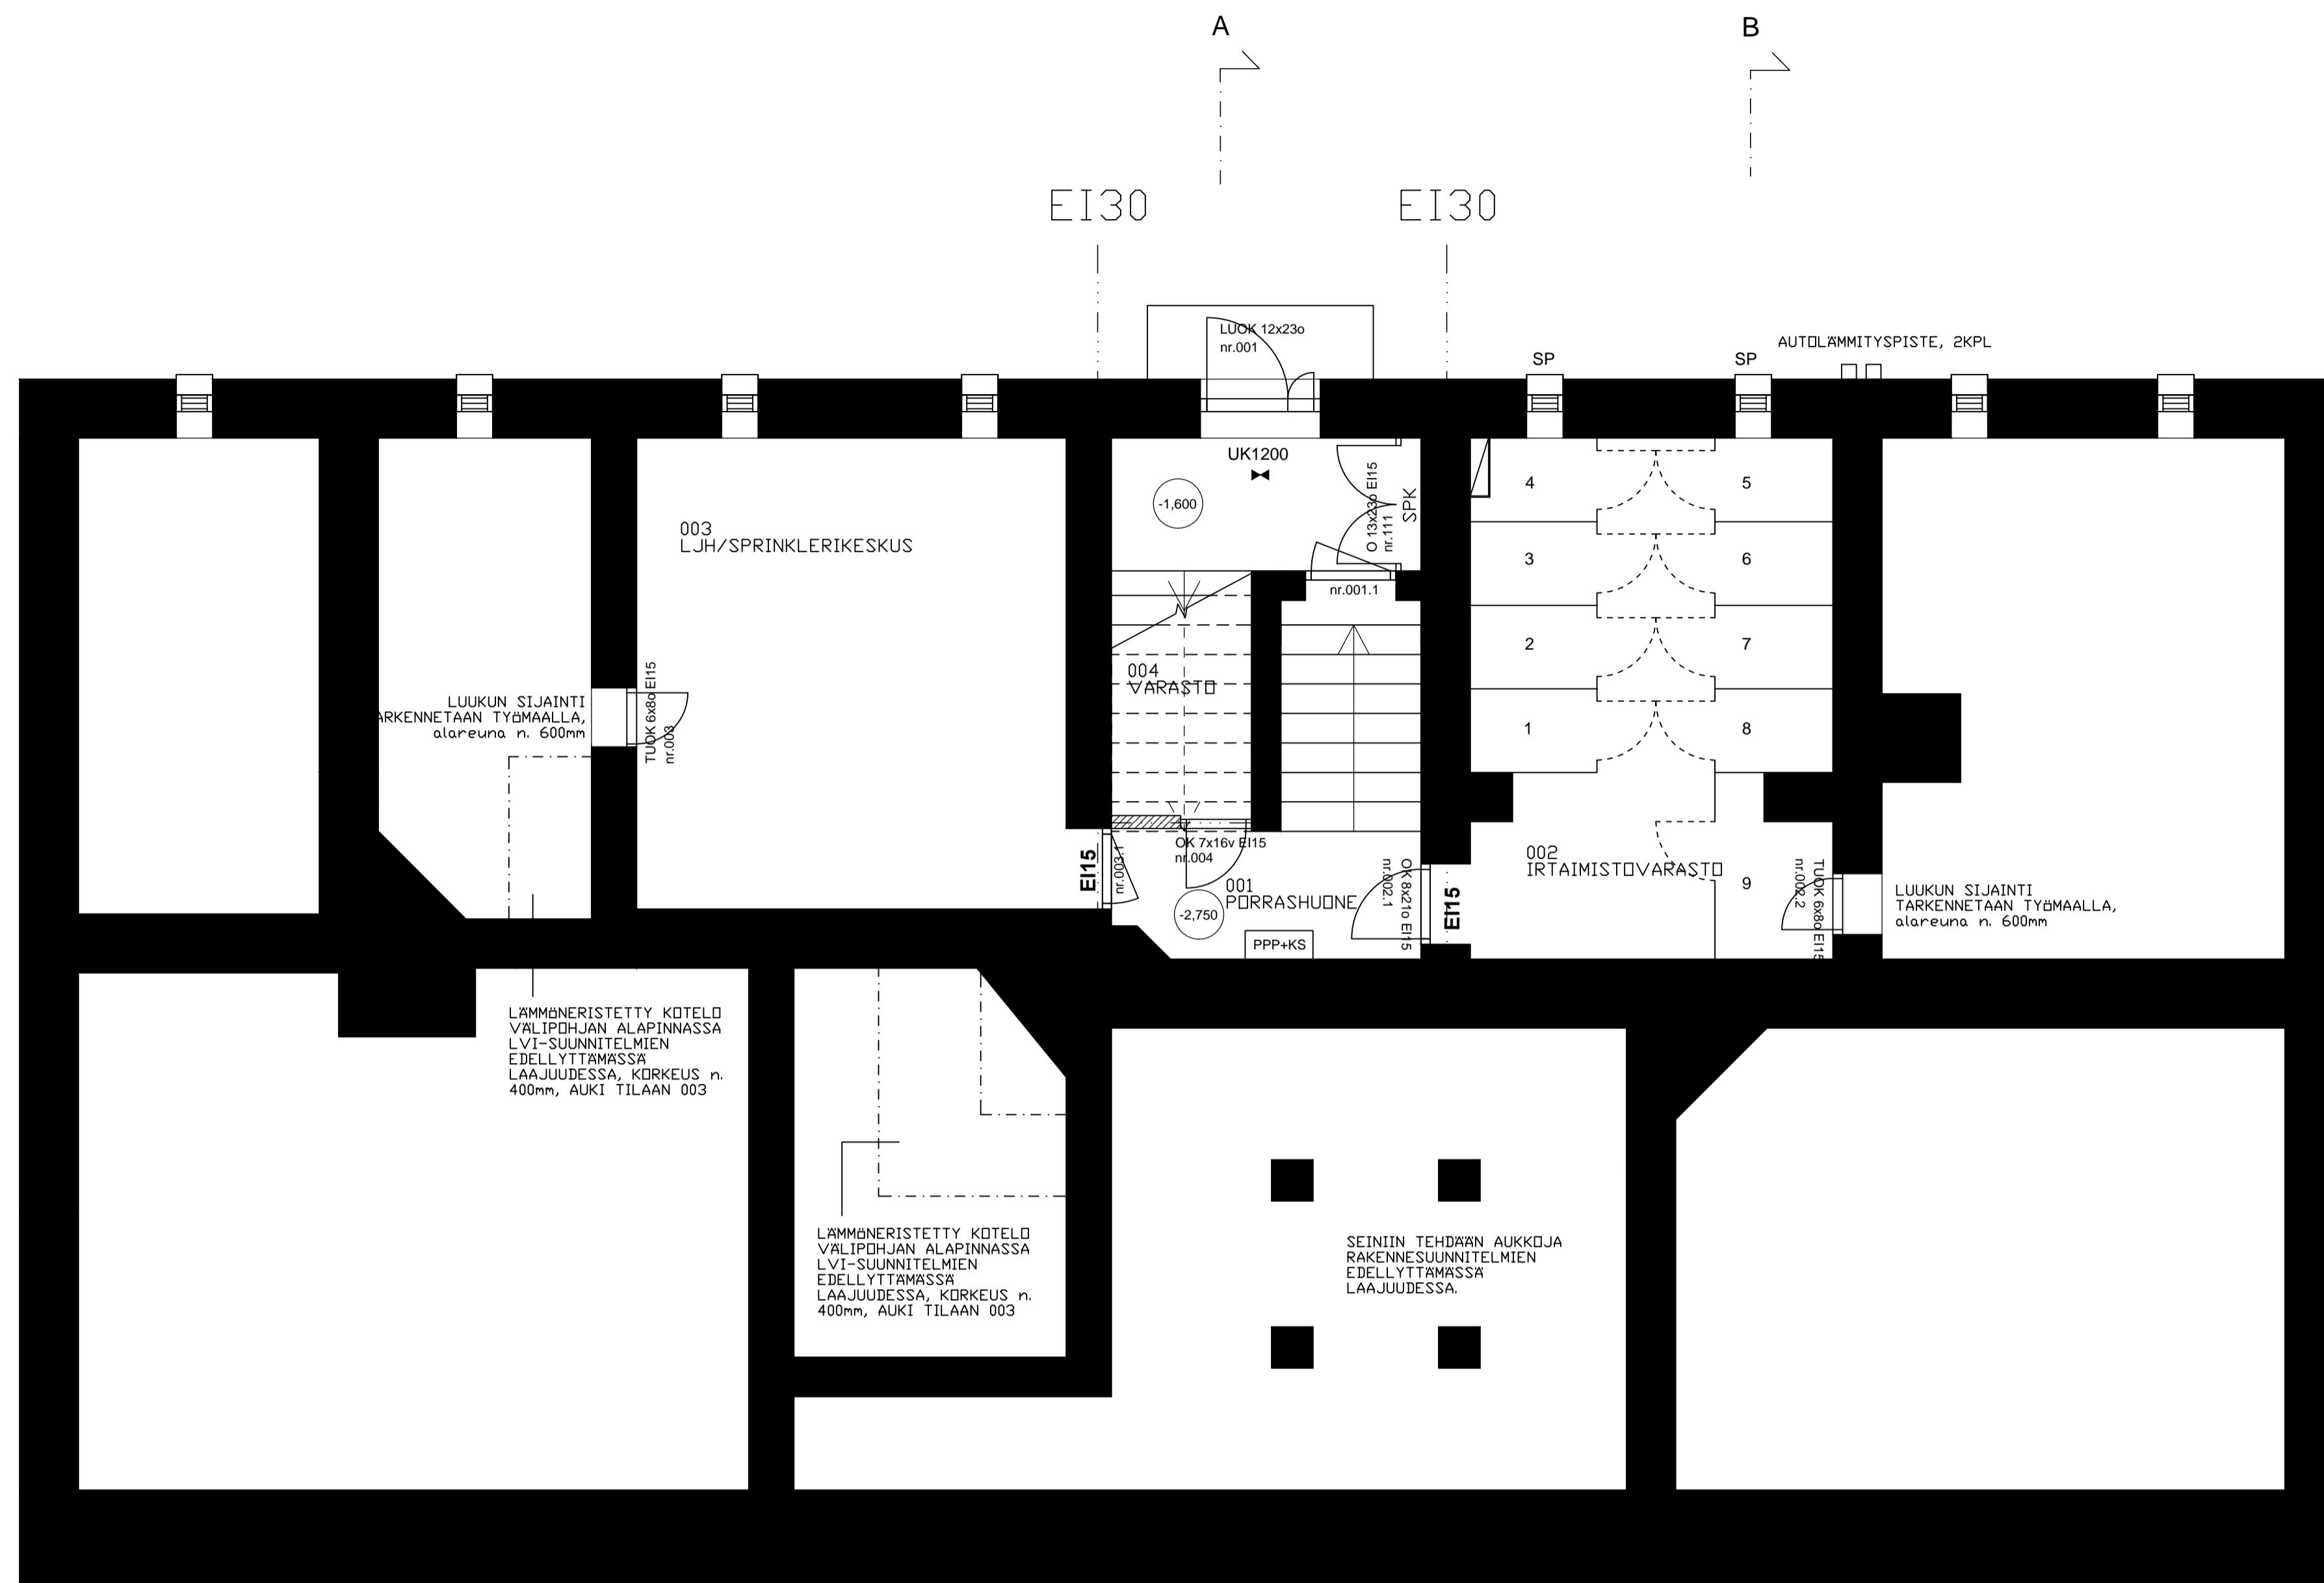 A
B
EI30
EI30
LUOK 12x23o
nr.001
AUTOLÄMMITYSPISTE, 2KPL
SP
SP
UK1200
-1,600
O 13x23o EI15
nr.111
SPK
nr.001.1
003
LJH/SPRINKLERIKESKUS
004
VARASTO
4
5
3
6
2
7
1
8
9
LUUKUN SIJAINTI
ARKENNETAAN TYÖMAALLA,
alareuna n. 600mm
TUOK 6x8o EI15
nr.003
OK 7x16v EI15
nr.004
EI15
nr.003.1
001
PORRASHUONE
-2,750
PPP+KS
OK 8x21o EI15
nr.002.1
EI15
002
IRTAIMISTOVARASTO
TUOK 6x8o EI15
nr.002.2
LUUKUN SIJAINTI
TARKENNETAAN TYÖMAALLA,
alareuna n. 600mm
LÄMMÖNERISTETTY KOTELO
VÄLIPOHJAN ALAPINNASSA
LVI-SUUNNITELMIEN
EDELLYTTÄMÄSSÄ
LAAJUUDESSA, KORKEUS n.
400mm, AUKI TILAAN 003
LÄMMÖNERISTETTY KOTELO
VÄLIPOHJAN ALAPINNASSA
LVI-SUUNNITELMIEN
EDELLYTTÄMÄSSÄ
LAAJUUDESSA, KORKEUS n.
400mm, AUKI TILAAN 003
SEINIIN TEHDÄÄN AUKKOJA
RAKENNESUUNNITELMIEN
EDELLYTTÄMÄSSÄ
LAAJUUDESSA.